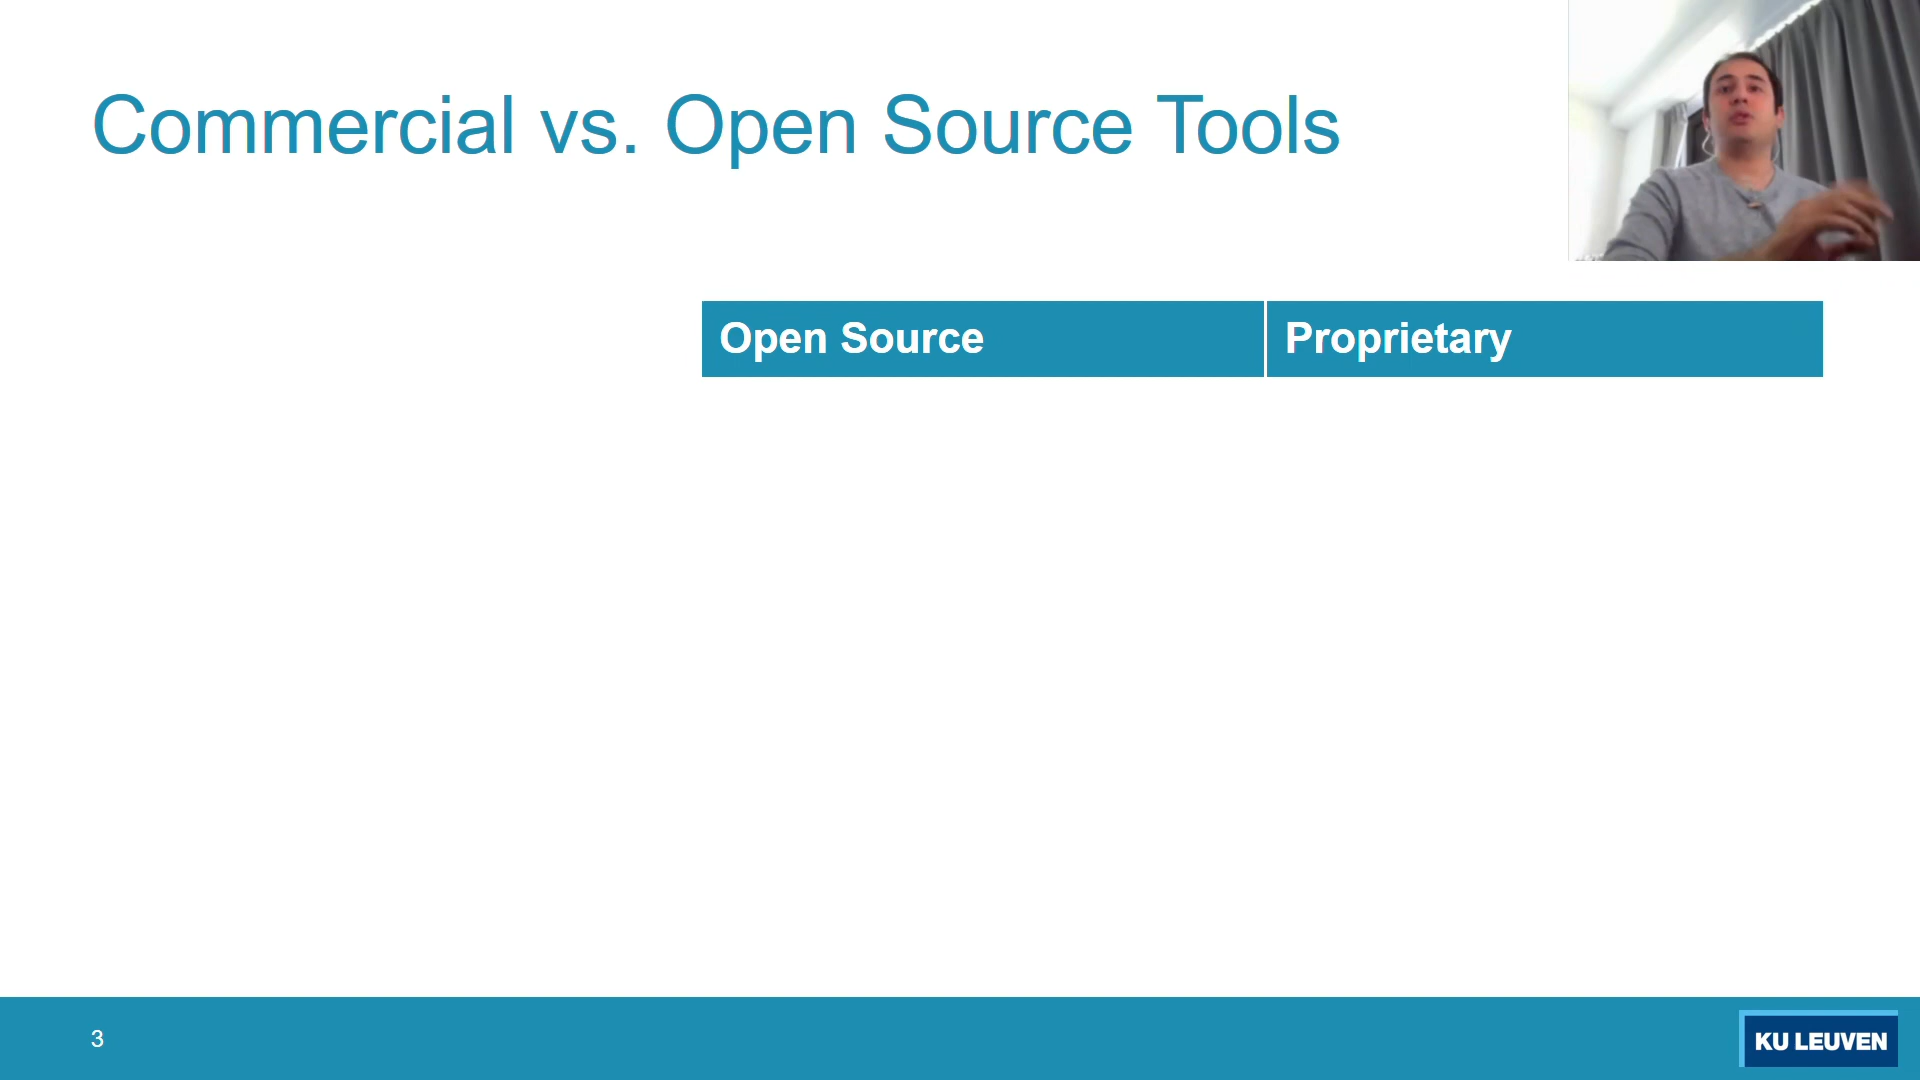 Commercial vs. Open Source Tools
Open Source
Proprietary
3
KU LEUVEN